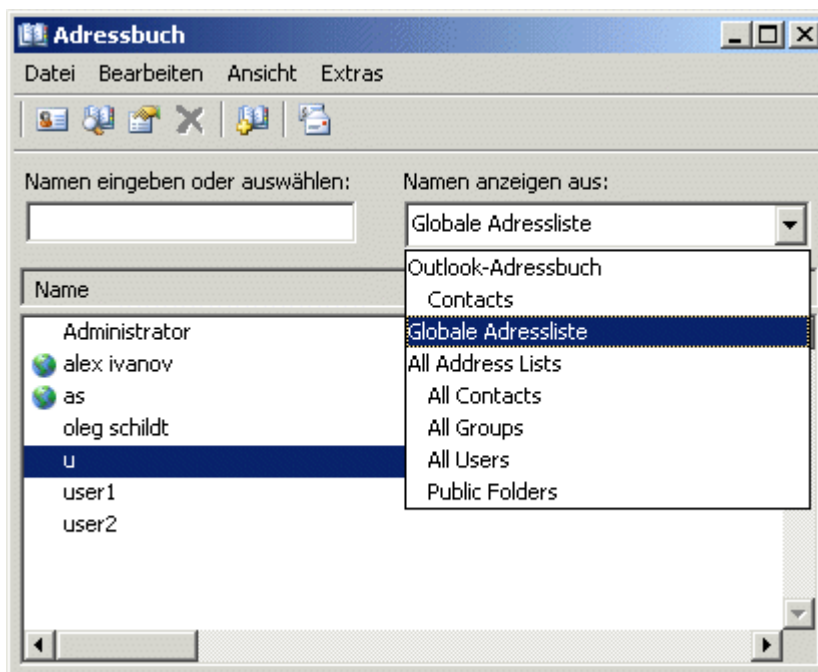 Adressbuch
Datei Bearbeiten Ansicht Extras
Namen eingeben oder auswählen: Namen anzeigen aus:
Globale Adressliste
Outlook-Adressbuch
Contacts
Globale Adressliste
All Address Lists
All Contacts
All Groups
All Users
Public Folders
Name
Administrator
alex ivanov
as
oleg schildt
u
user1
user2